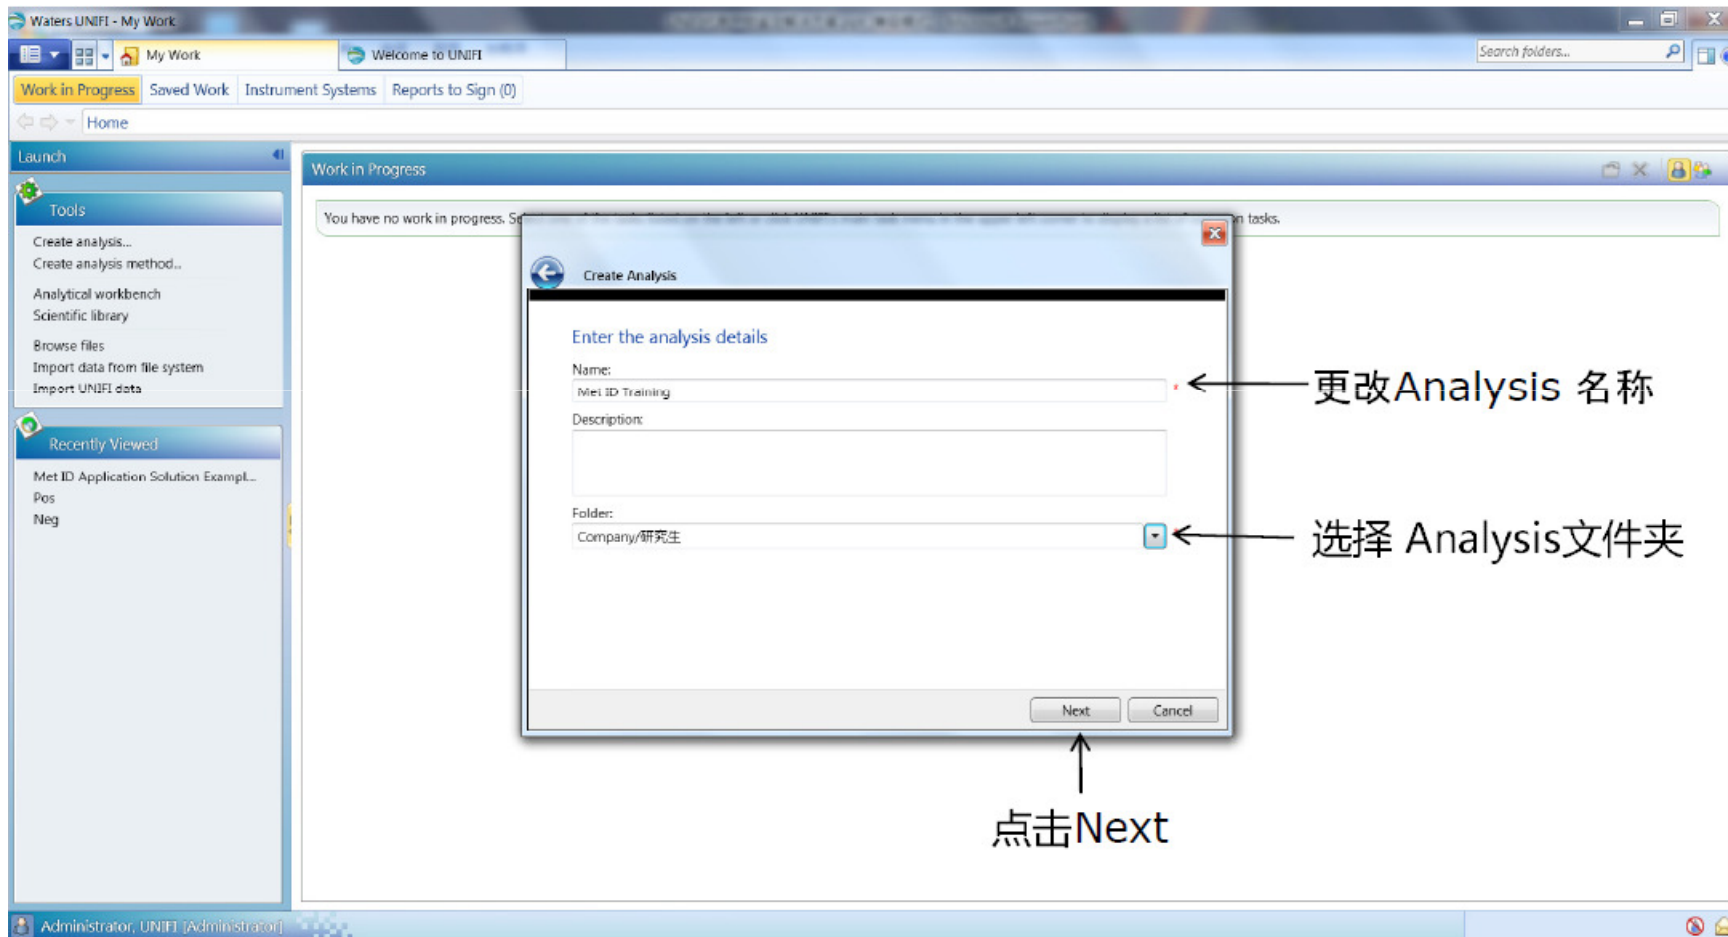 Waters UNIFI - My Work
My Work
Welcome to UNIFI
Search folders...
Work in Progress Saved Work Instrument Systems Reports to Sign (0)
Home
Launch
Work in Progress
Tools
You have no work in progress.
n tasks.
Create analysis...
Create analysis method...
Analytical workbench
Scientific library
Browse files
Import data from file system
Import UNIFI data
Recently Viewed
Met ID Application Solution Exampl...
Pos
Neg
Create Analysis
Enter the analysis details
Name:
Met ID Training
*
更改Analysis 名称
Description:
Folder:
Company/研究生
选择 Analysis文件夹
Next
Cancel
点击Next
Administrator, UNIFI [Administrator]